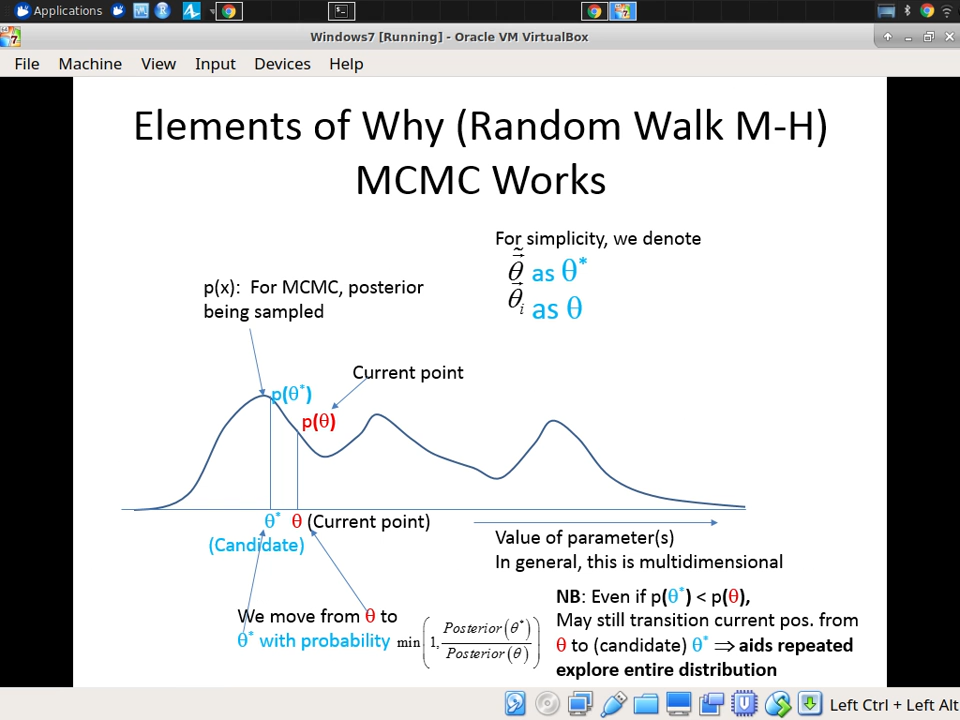 Applications
Windows7 [Running] - Oracle VM VirtualBox
File Machine View Input Devices Help
Elements of Why (Random Walk M-H)
MCMC Works
For simplicity, we denote
θ̃ as θ*
θi as θ
p(x): For MCMC, posterior
being sampled
Current point
p(θ*)
p(θ)
θ* θ (Current point)
(Candidate)
Value of parameter(s)
In general, this is multidimensional
We move from θ to
θ* with probability min(1, Posterior(θ*) / Posterior(θ))
NB: Even if p(θ*) < p(θ),
May still transition current pos. from
θ to (candidate) θ* ⇒ aids repeated
explore entire distribution
Left Ctrl + Left Alt